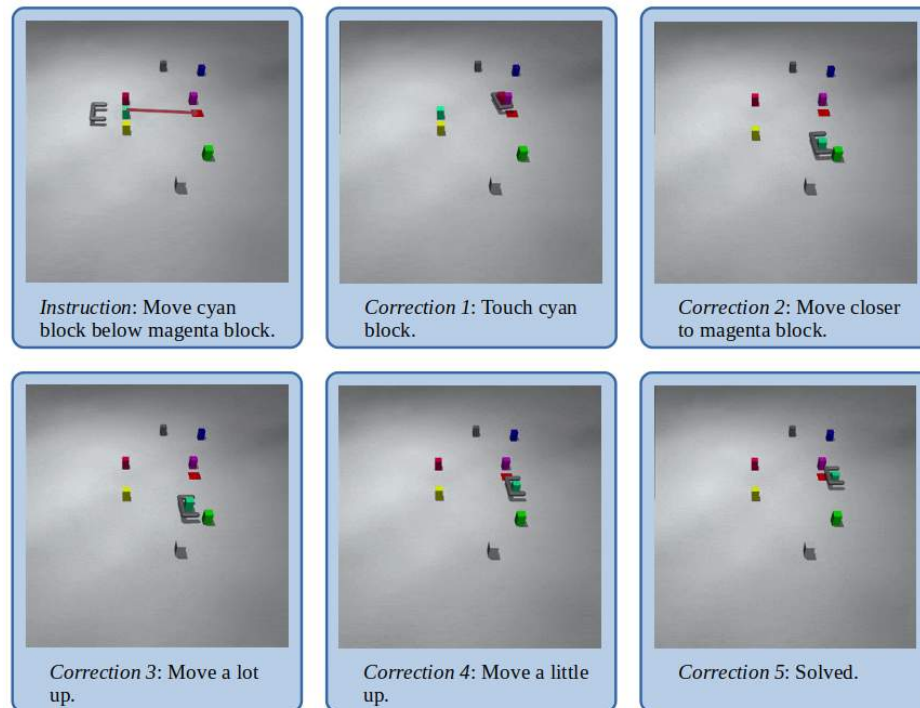 Instruction: Move cyan
block below magenta block.
Correction 1: Touch cyan
block.
Correction 2: Move closer
to magenta block.
Correction 3: Move a lot
up.
Correction 4: Move a little
up.
Correction 5: Solved.